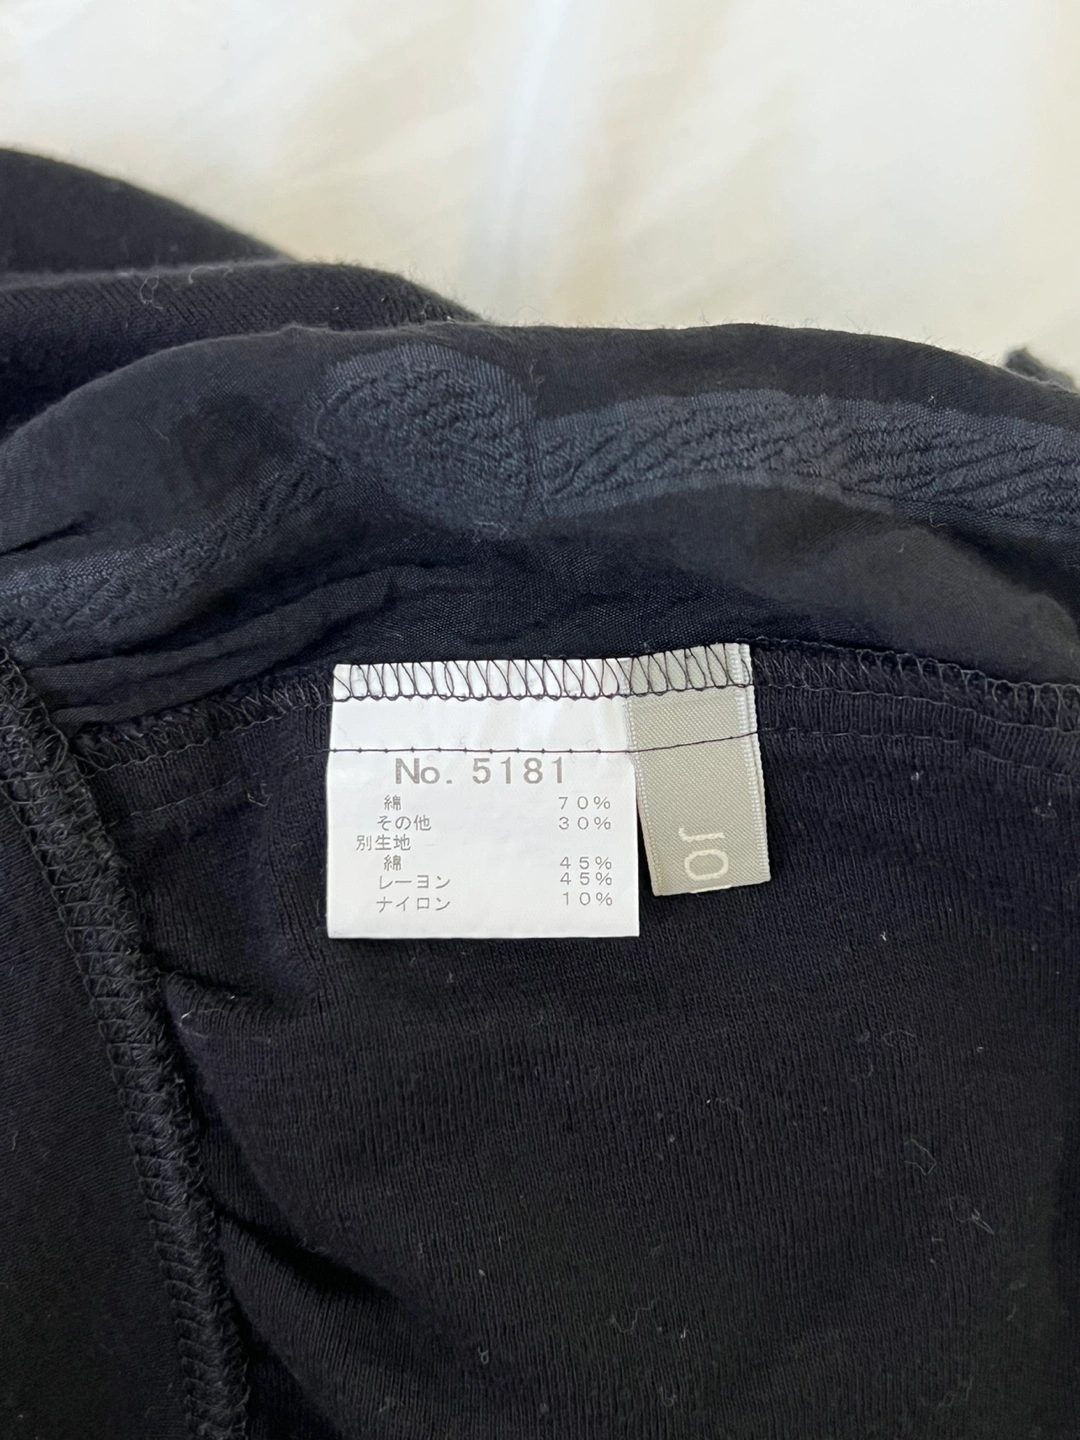 No. 5181
綿 70%
その他 30%
別生地
綿 45%
レーヨン 45%
ナイロン 10%